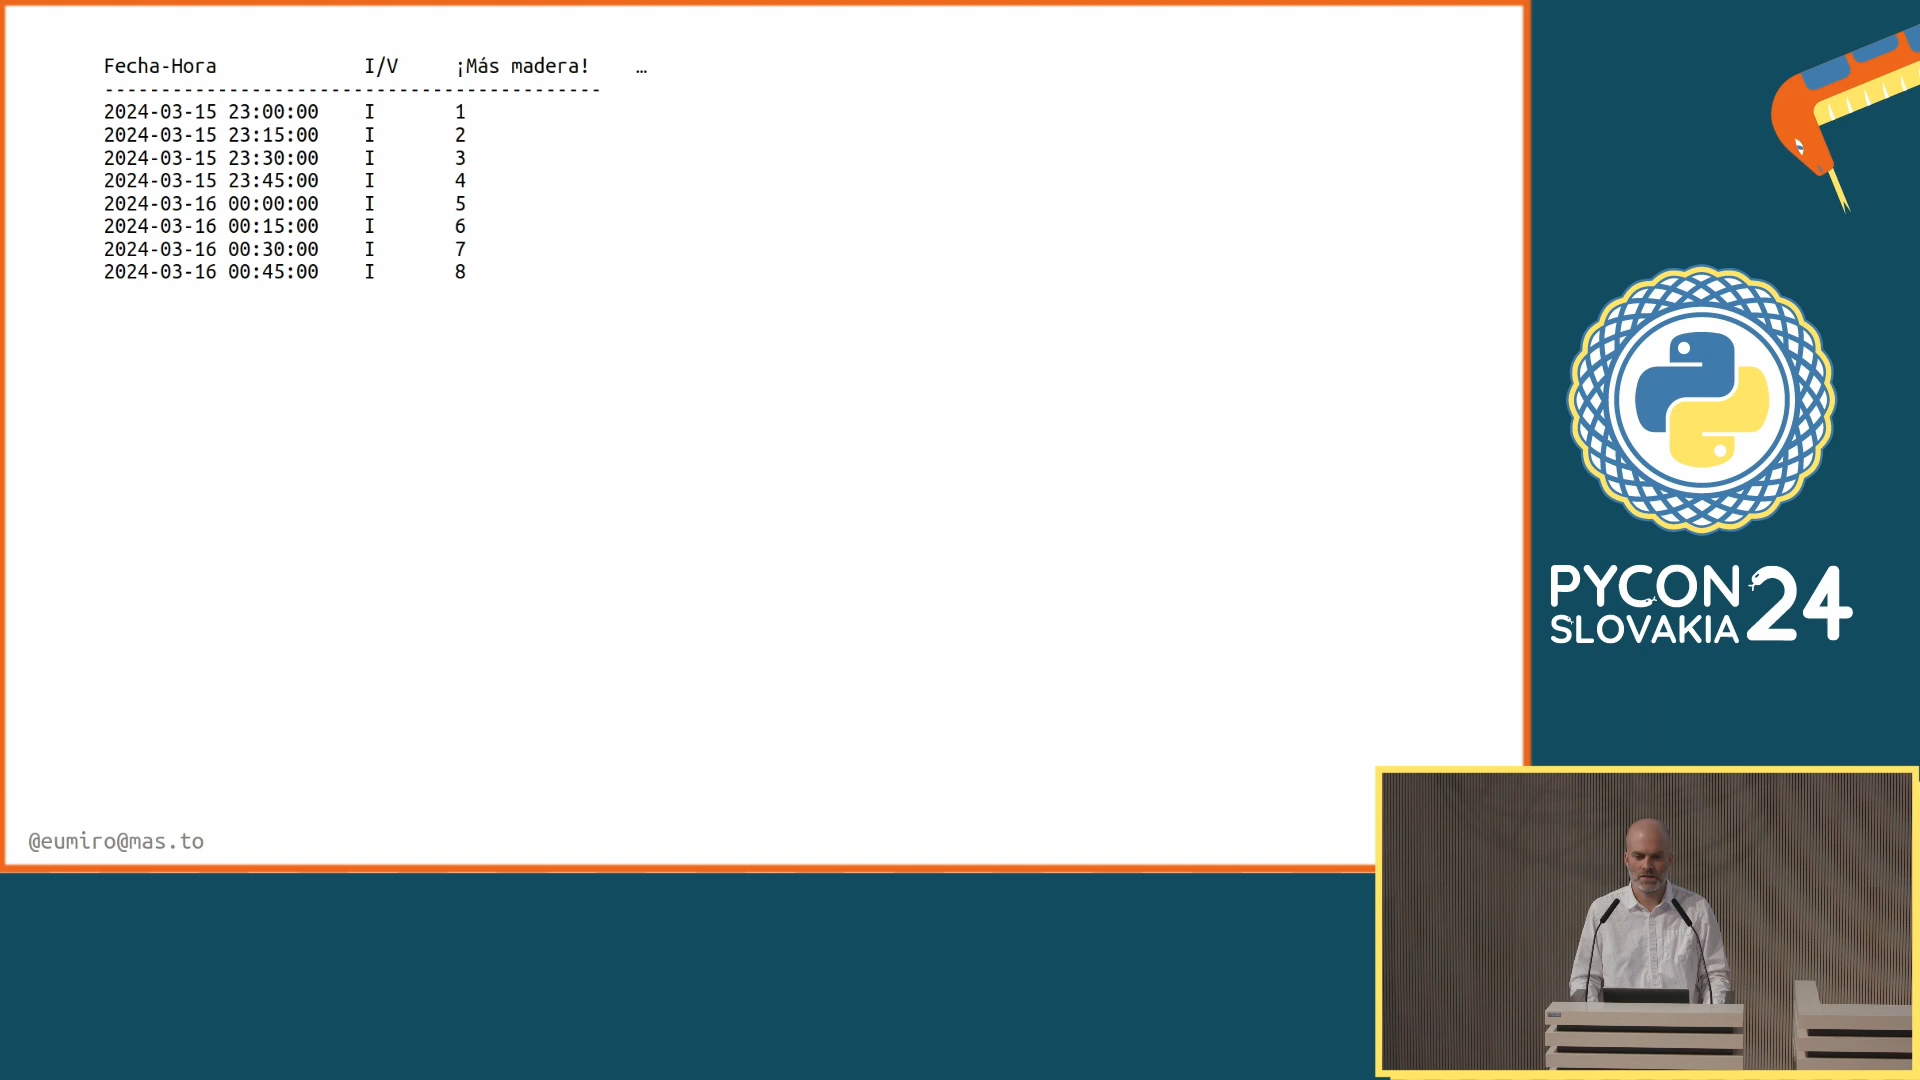 Fecha-Hora I/V ¡Más madera! …
--------------------------------------------
2024-03-15 23:00:00 I 1
2024-03-15 23:15:00 I 2
2024-03-15 23:30:00 I 3
2024-03-15 23:45:00 I 4
2024-03-16 00:00:00 I 5
2024-03-16 00:15:00 I 6
2024-03-16 00:30:00 I 7
2024-03-16 00:45:00 I 8
@eumiro@mas.to
PYCON 24
SLOVAKIA